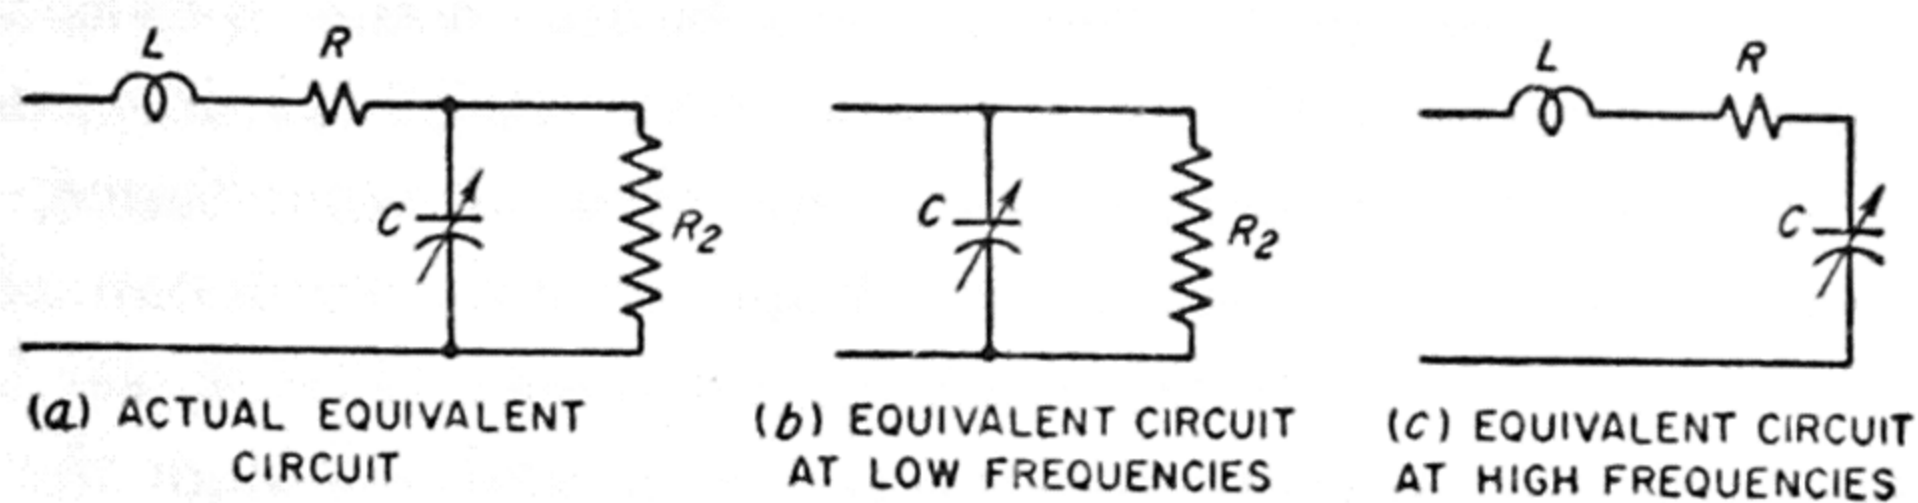 L R
C R2
(a) ACTUAL EQUIVALENT
CIRCUIT
C R2
(b) EQUIVALENT CIRCUIT
AT LOW FREQUENCIES
L R
C
(c) EQUIVALENT CIRCUIT
AT HIGH FREQUENCIES